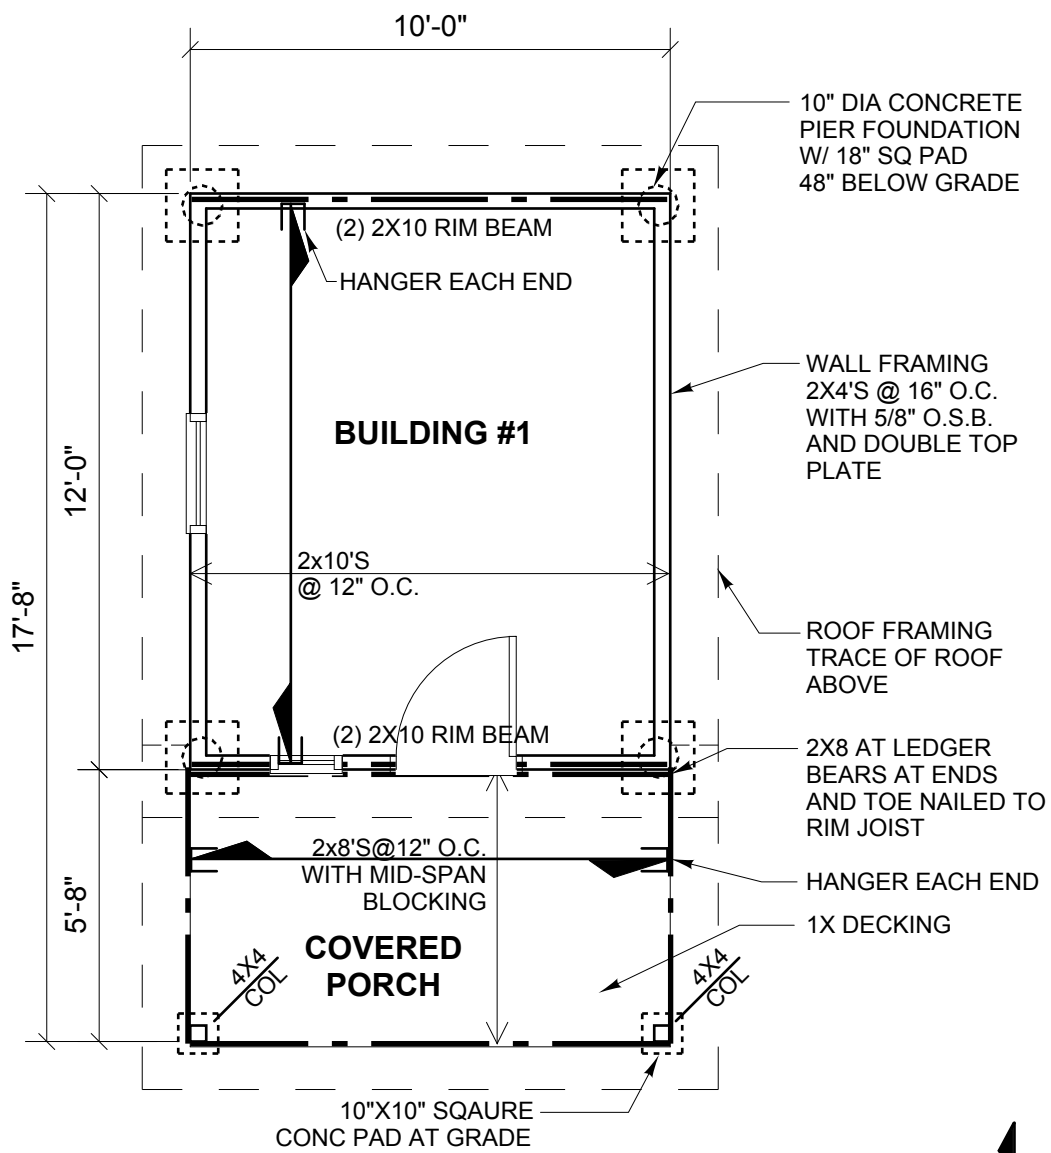 10'-0"
10" DIA CONCRETE
PIER FOUNDATION
W/ 18" SQ PAD
48" BELOW GRADE
(2) 2X10 RIM BEAM
HANGER EACH END
WALL FRAMING
2X4'S @ 16" O.C.
WITH 5/8" O.S.B.
AND DOUBLE TOP
PLATE
BUILDING #1
12'-0"
17'-8"
2x10'S
@ 12" O.C.
ROOF FRAMING
TRACE OF ROOF
ABOVE
(2) 2X10 RIM BEAM
2X8 AT LEDGER
BEARS AT ENDS
AND TOE NAILED TO
RIM JOIST
2x8'S@12" O.C.
WITH MID-SPAN
BLOCKING
HANGER EACH END
5'-8"
1X DECKING
COVERED
PORCH
4X4
COL
4X4
COL
10"X10" SQAURE
CONC PAD AT GRADE